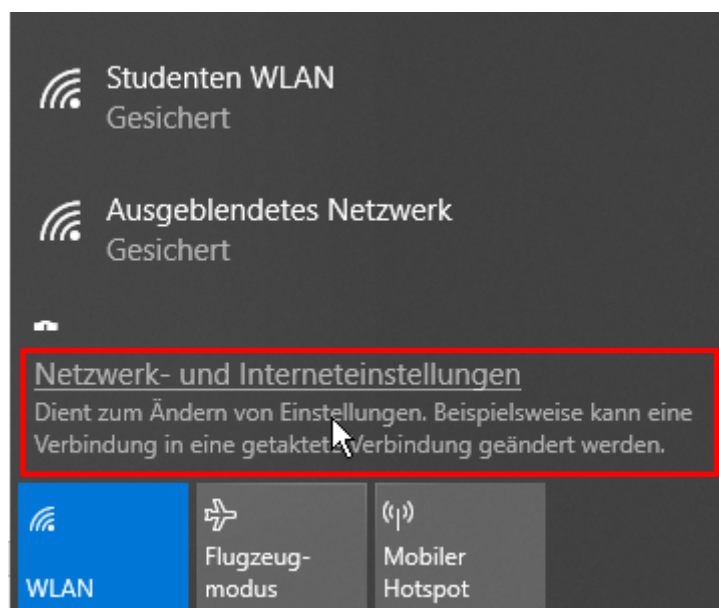 Studenten WLAN
Gesichert
Ausgeblendetes Netzwerk
Gesichert
Netzwerk- und Interneteinstellungen
Dient zum Ändern von Einstellungen. Beispielsweise kann eine
Verbindung in eine getaktete Verbindung geändert werden.
WLAN
Flugzeug-
modus
Mobiler
Hotspot